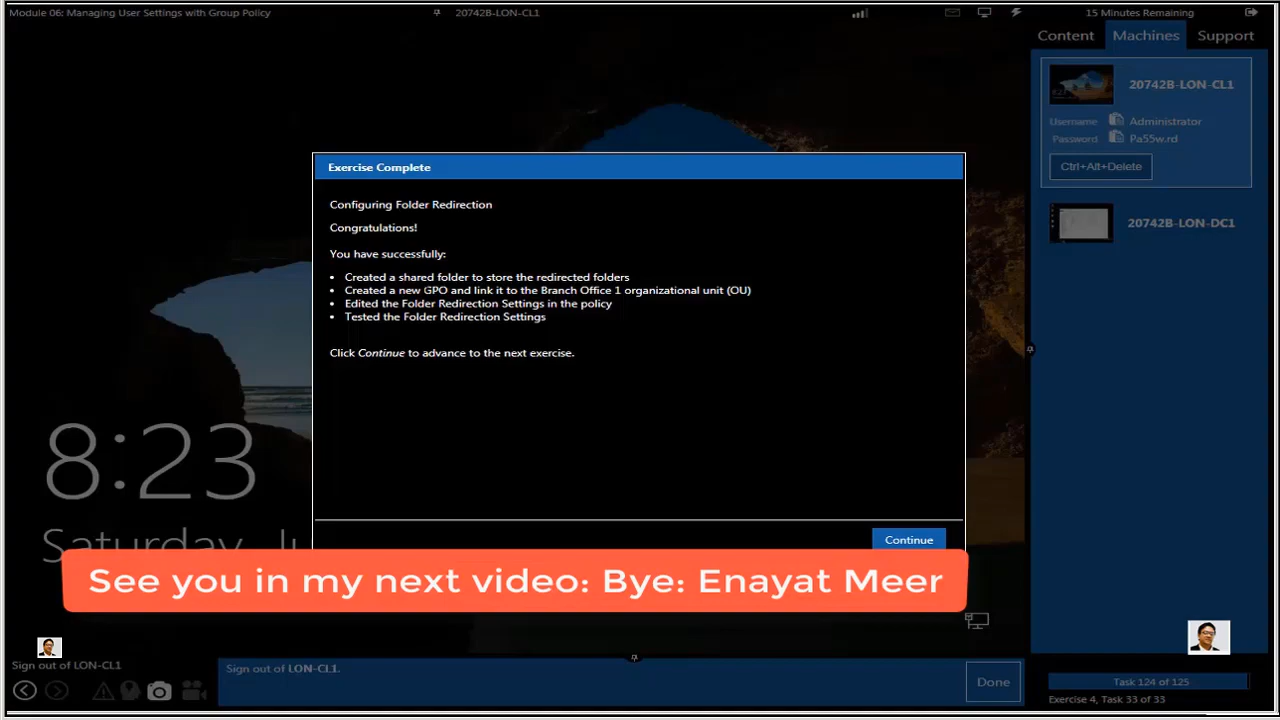 Module 06: Managing User Settings with Group Policy
20742B-LON-CL1
15 Minutes Remaining
Content
Machines
Support
20742B-LON-CL1
Username
Administrator
Password
Pa55w.rd
Ctrl+Alt+Delete
20742B-LON-DC1
Exercise Complete
Configuring Folder Redirection
Congratulations!
You have successfully:
• Created a shared folder to store the redirected folders
• Created a new GPO and link it to the Branch Office 1 organizational unit (OU)
• Edited the Folder Redirection Settings in the policy
• Tested the Folder Redirection Settings
Click Continue to advance to the next exercise.
Continue
8:23
Saturday,
See you in my next video: Bye: Enayat Meer
Sign out of LON-CL1
Sign out of LON-CL1.
Done
Task 124 of 125
Exercise 4, Task 33 of 33